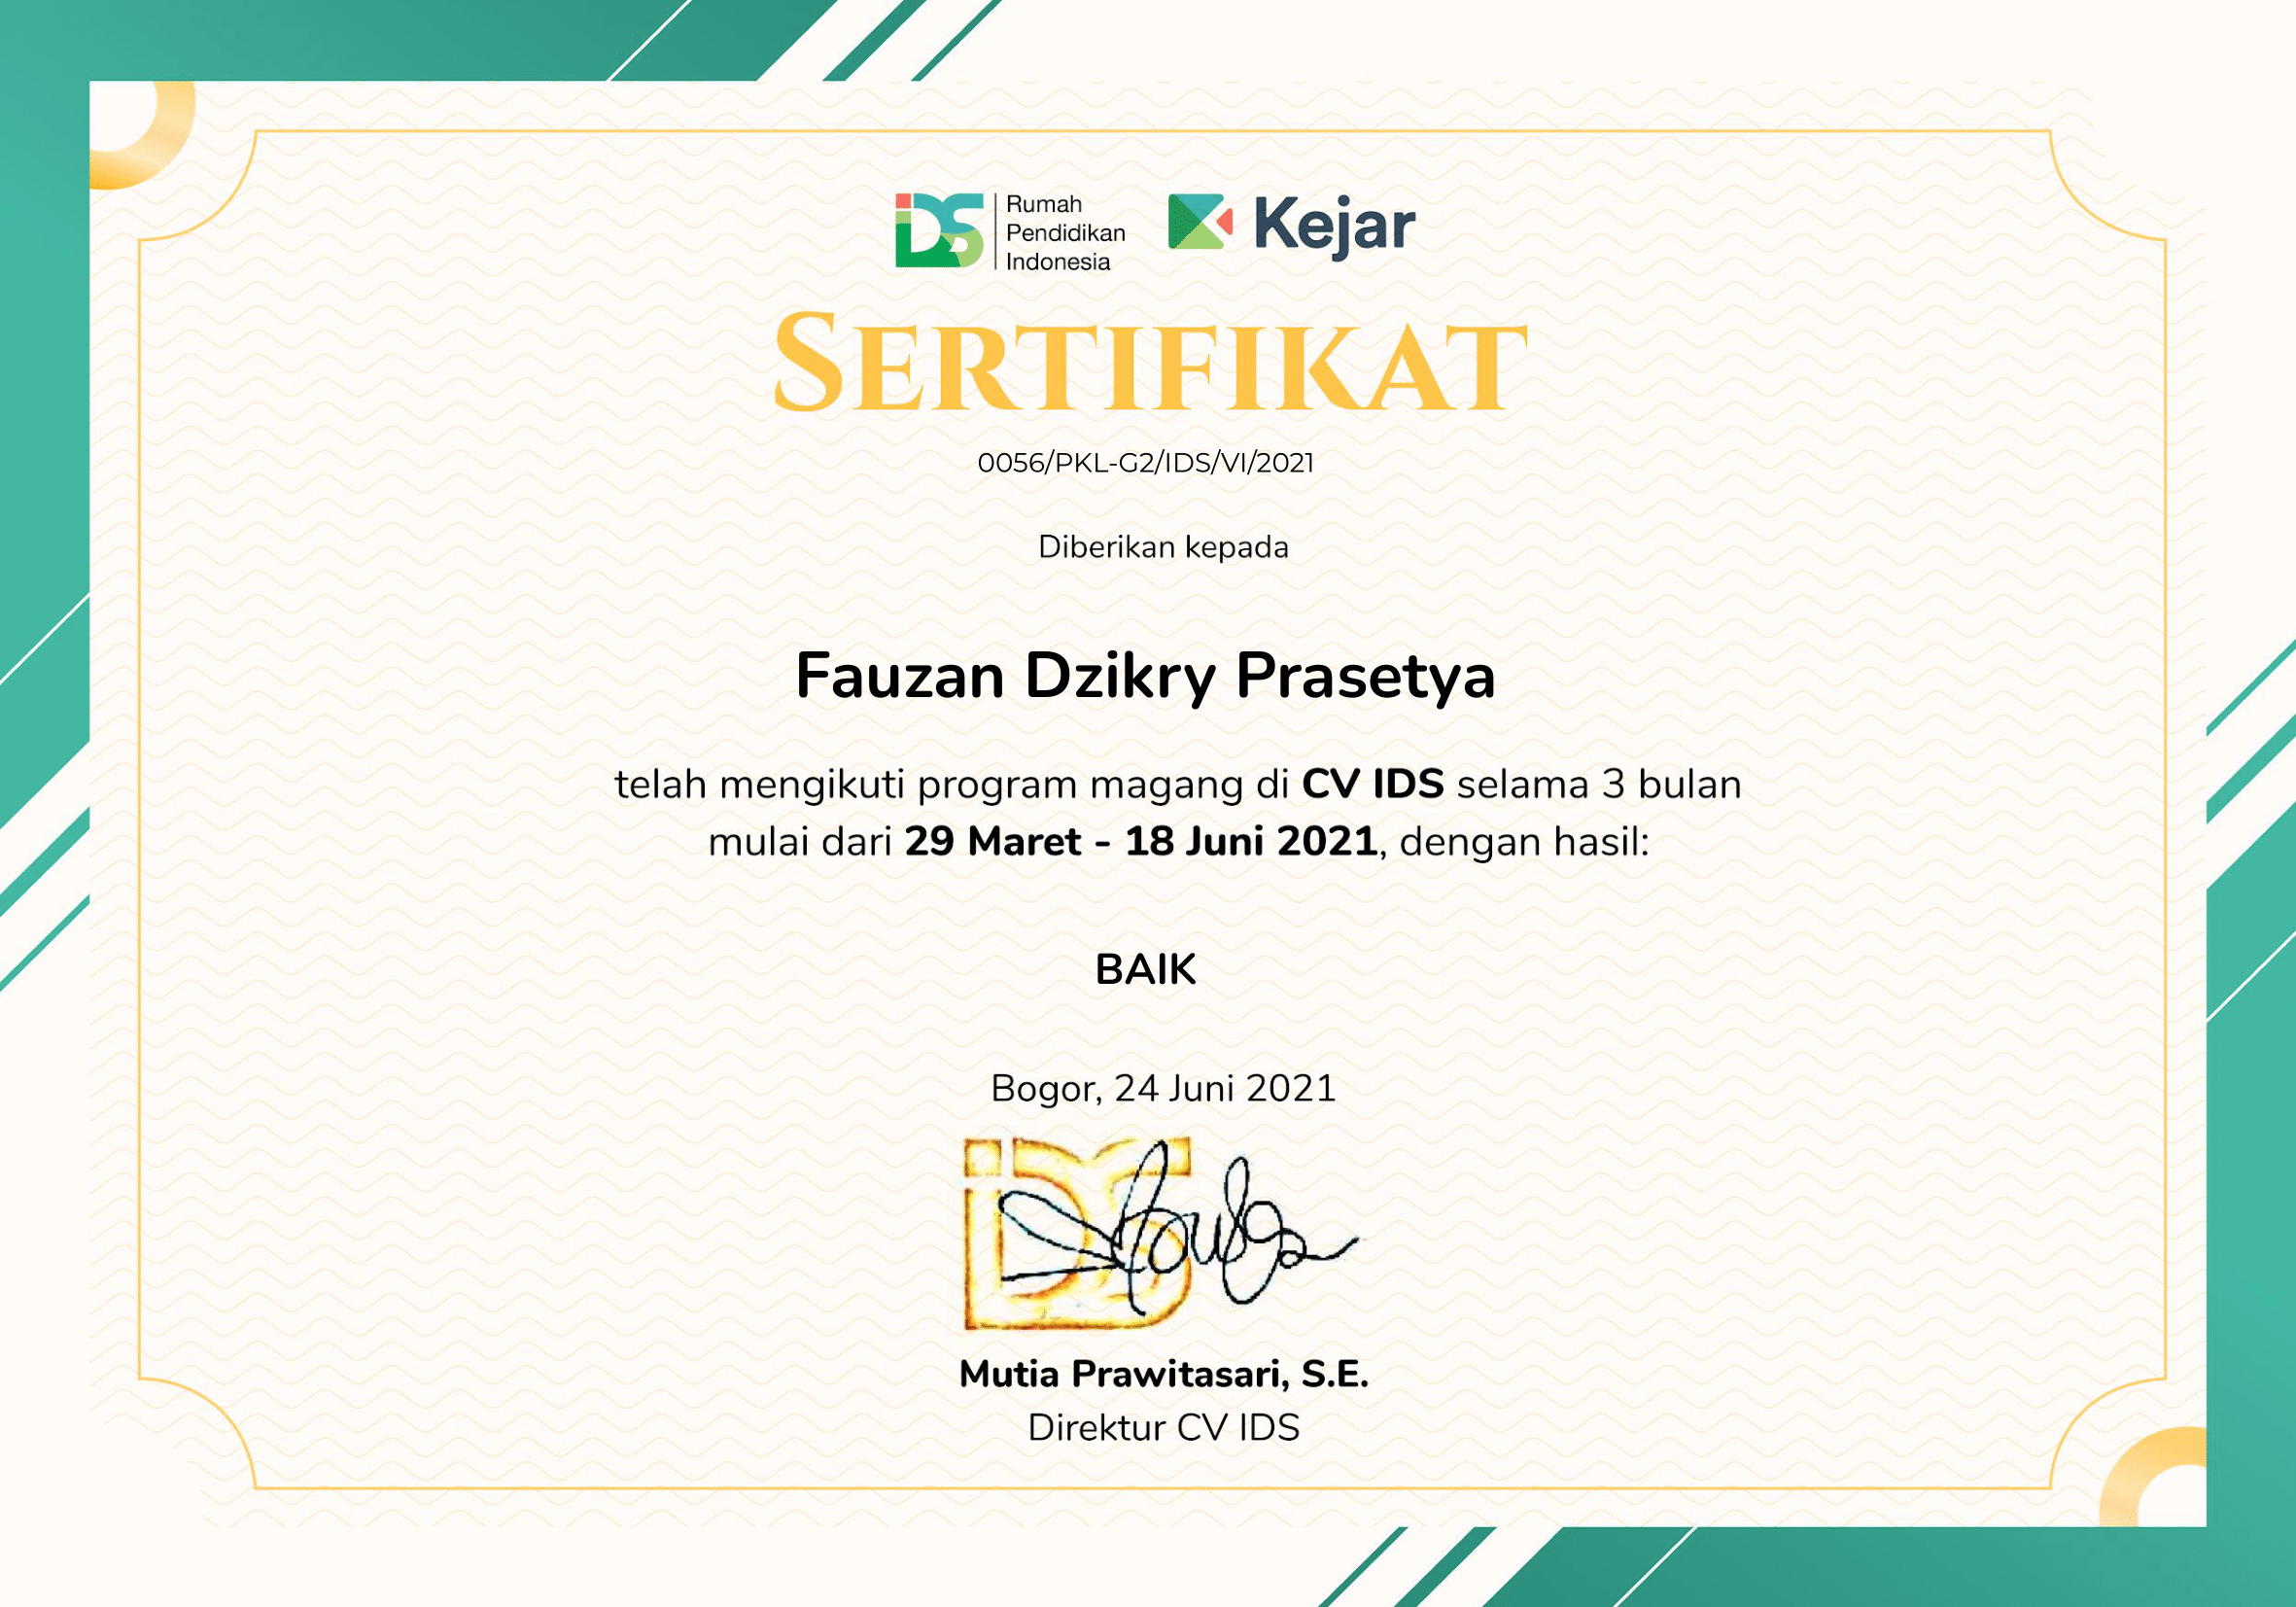 iDS
Rumah
Pendidikan
Indonesia
Kejar
SERTIFIKAT
0056/PKL-G2/IDS/VI/2021
Diberikan kepada
Fauzan Dzikry Prasetya
telah mengikuti program magang di CV IDS selama 3 bulan
mulai dari 29 Maret - 18 Juni 2021, dengan hasil:
BAIK
Bogor, 24 Juni 2021
iDS
Mutia Prawitasari, S.E.
Direktur CV IDS